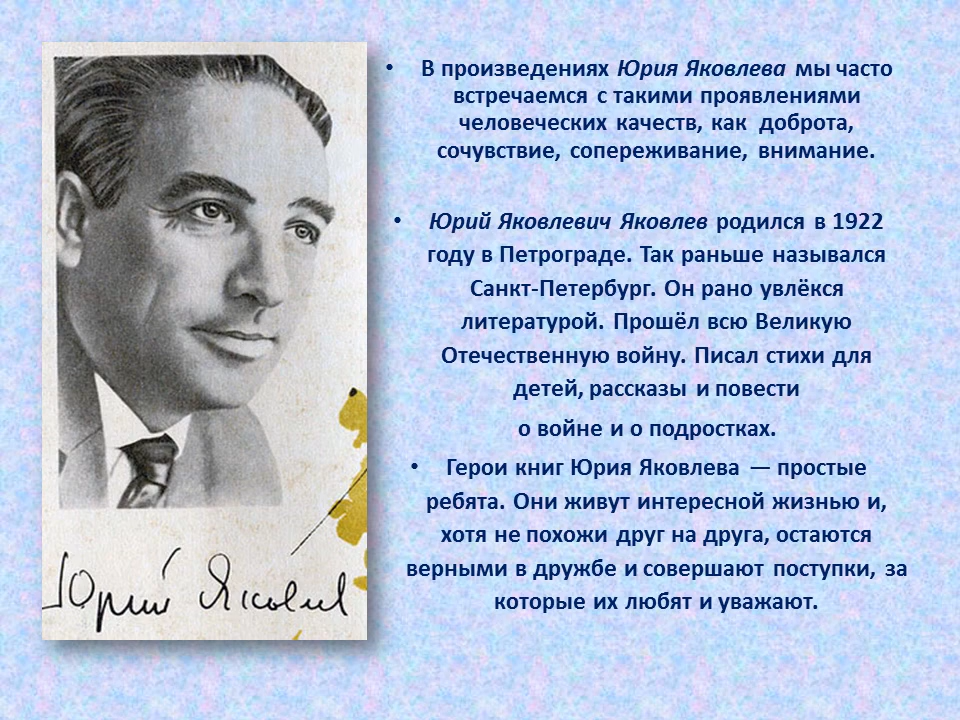 • В произведениях Юрия Яковлева мы часто
встречаемся с такими проявлениями
человеческих качеств, как доброта,
сочувствие, сопереживание, внимание.
• Юрий Яковлевич Яковлев родился в 1922
году в Петрограде. Так раньше назывался
Санкт-Петербург. Он рано увлёкся
литературой. Прошёл всю Великую
Отечественную войну. Писал стихи для
детей, рассказы и повести
о войне и о подростках.
• Герои книг Юрия Яковлева — простые
ребята. Они живут интересной жизнью и,
хотя не похожи друг на друга, остаются
верными в дружбе и совершают поступки, за
которые их любят и уважают.
Юрий Яковлев